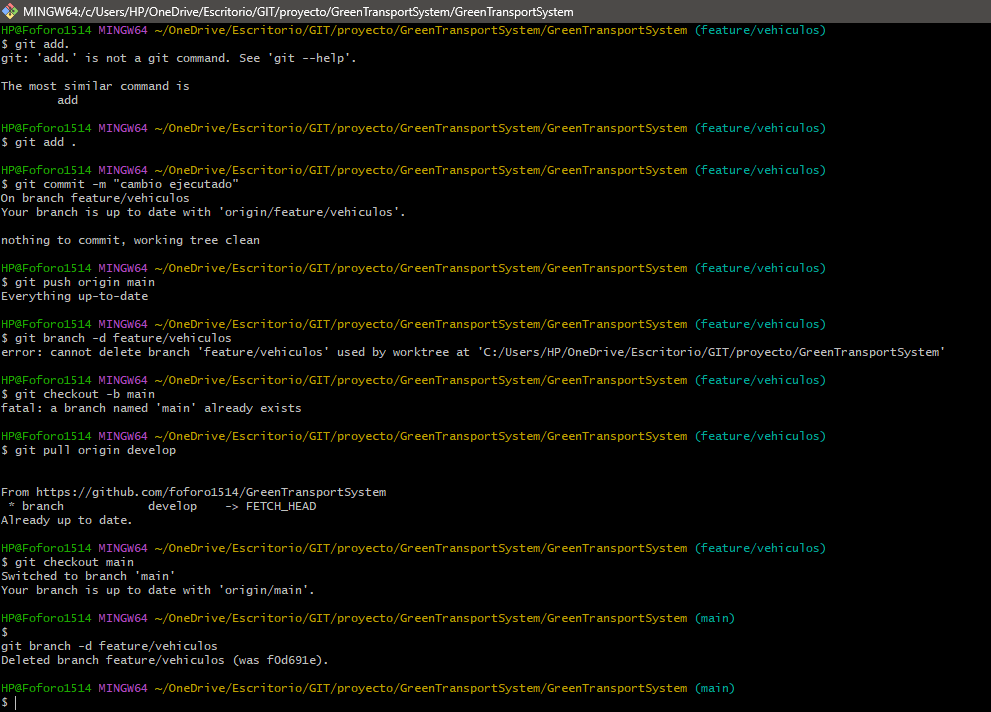 MINGW64:/c/Users/HP/OneDrive/Escritorio/GIT/proyecto/GreenTransportSystem/GreenTransportSystem
HP@Foforo1514 MINGW64 ~/OneDrive/Escritorio/GIT/proyecto/GreenTransportSystem/GreenTransportSystem (feature/vehiculos)
$ git add.
git: 'add.' is not a git command. See 'git --help'.
The most similar command is
add
HP@Foforo1514 MINGW64 ~/OneDrive/Escritorio/GIT/proyecto/GreenTransportSystem/GreenTransportSystem (feature/vehiculos)
$ git add .
HP@Foforo1514 MINGW64 ~/OneDrive/Escritorio/GIT/proyecto/GreenTransportSystem/GreenTransportSystem (feature/vehiculos)
$ git commit -m "cambio ejecutado"
On branch feature/vehiculos
Your branch is up to date with 'origin/feature/vehiculos'.
nothing to commit, working tree clean
HP@Foforo1514 MINGW64 ~/OneDrive/Escritorio/GIT/proyecto/GreenTransportSystem/GreenTransportSystem (feature/vehiculos)
$ git push origin main
Everything up-to-date
HP@Foforo1514 MINGW64 ~/OneDrive/Escritorio/GIT/proyecto/GreenTransportSystem/GreenTransportSystem (feature/vehiculos)
$ git branch -d feature/vehiculos
error: cannot delete branch 'feature/vehiculos' used by worktree at 'C:/Users/HP/OneDrive/Escritorio/GIT/proyecto/GreenTransportSystem'
HP@Foforo1514 MINGW64 ~/OneDrive/Escritorio/GIT/proyecto/GreenTransportSystem/GreenTransportSystem (feature/vehiculos)
$ git checkout -b main
fatal: a branch named 'main' already exists
HP@Foforo1514 MINGW64 ~/OneDrive/Escritorio/GIT/proyecto/GreenTransportSystem/GreenTransportSystem (feature/vehiculos)
$ git pull origin develop
From https://github.com/foforo1514/GreenTransportSystem
* branch develop -> FETCH_HEAD
Already up to date.
HP@Foforo1514 MINGW64 ~/OneDrive/Escritorio/GIT/proyecto/GreenTransportSystem/GreenTransportSystem (feature/vehiculos)
$ git checkout main
Switched to branch 'main'
Your branch is up to date with 'origin/main'.
HP@Foforo1514 MINGW64 ~/OneDrive/Escritorio/GIT/proyecto/GreenTransportSystem/GreenTransportSystem (main)
$
git branch -d feature/vehiculos
Deleted branch feature/vehiculos (was f0d691e).
HP@Foforo1514 MINGW64 ~/OneDrive/Escritorio/GIT/proyecto/GreenTransportSystem/GreenTransportSystem (main)
$